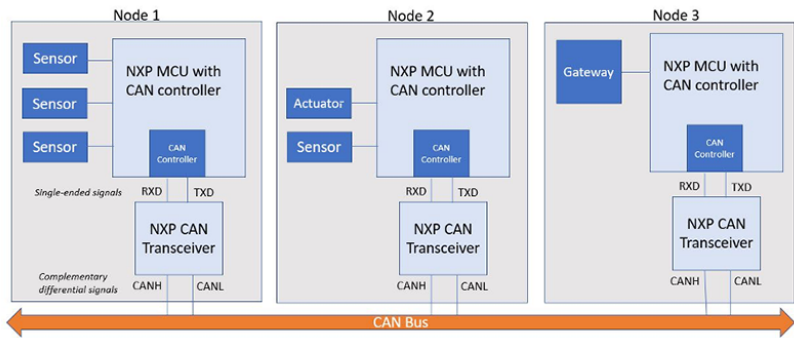 Node 1
Node 2
Node 3
Sensor
Sensor
Sensor
NXP MCU with
CAN controller
CAN
Controller
Single-ended signals
RXD
TXD
NXP CAN
Transceiver
Complementary
differential signals
CANH
CANL
Actuator
Sensor
NXP MCU with
CAN controller
CAN
Controller
RXD
TXD
NXP CAN
Transceiver
CANH
CANL
Gateway
NXP MCU with
CAN controller
CAN
Controller
RXD
TXD
NXP CAN
Transceiver
CANH
CANL
CAN Bus